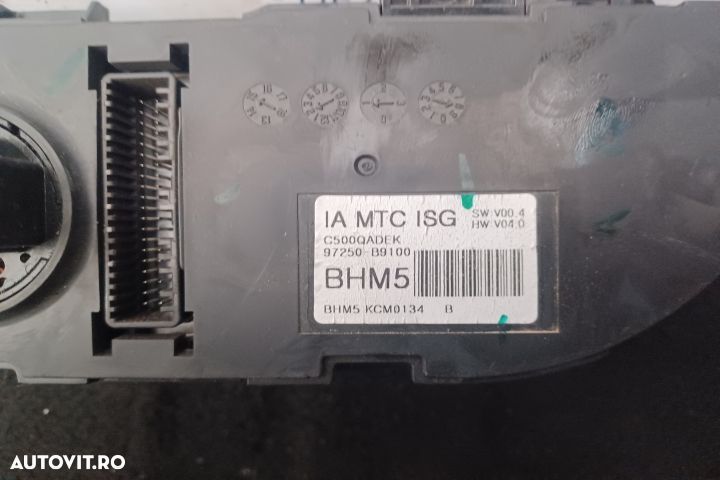 IA MTC ISG SW:V00.4
HW:V04.0
C500QADEK
97250-B9100
BHM5
BHM5 KCM0134 B
AUTOVIT.RO